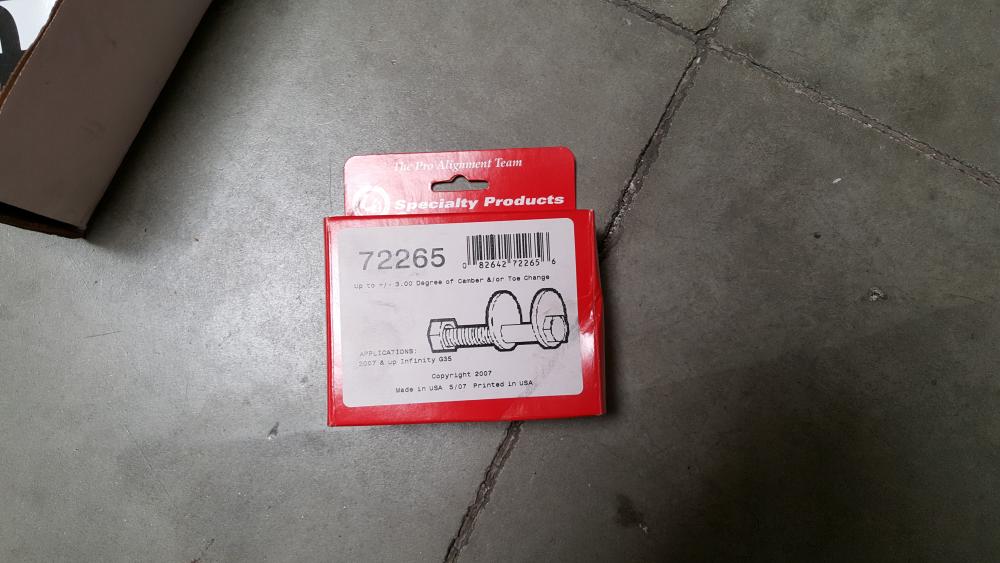 The Pro Alignment Team
Specialty Products
72265
0 82642 72265 6
Up to +/- 3.00 Degree of Camber &/or Toe Change
APPLICATIONS:
2007 & up Infinity G35
Copyright 2007
Made in USA 5/07 Printed in USA